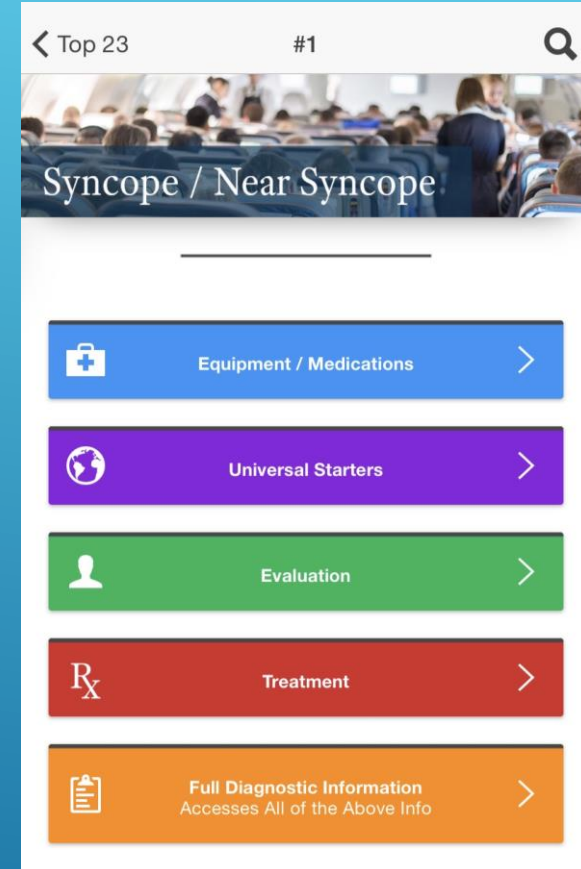 Top 23
#1
Syncope / Near Syncope
Equipment / Medications
Universal Starters
Evaluation
Rx
Treatment
Full Diagnostic Information
Accesses All of the Above Info